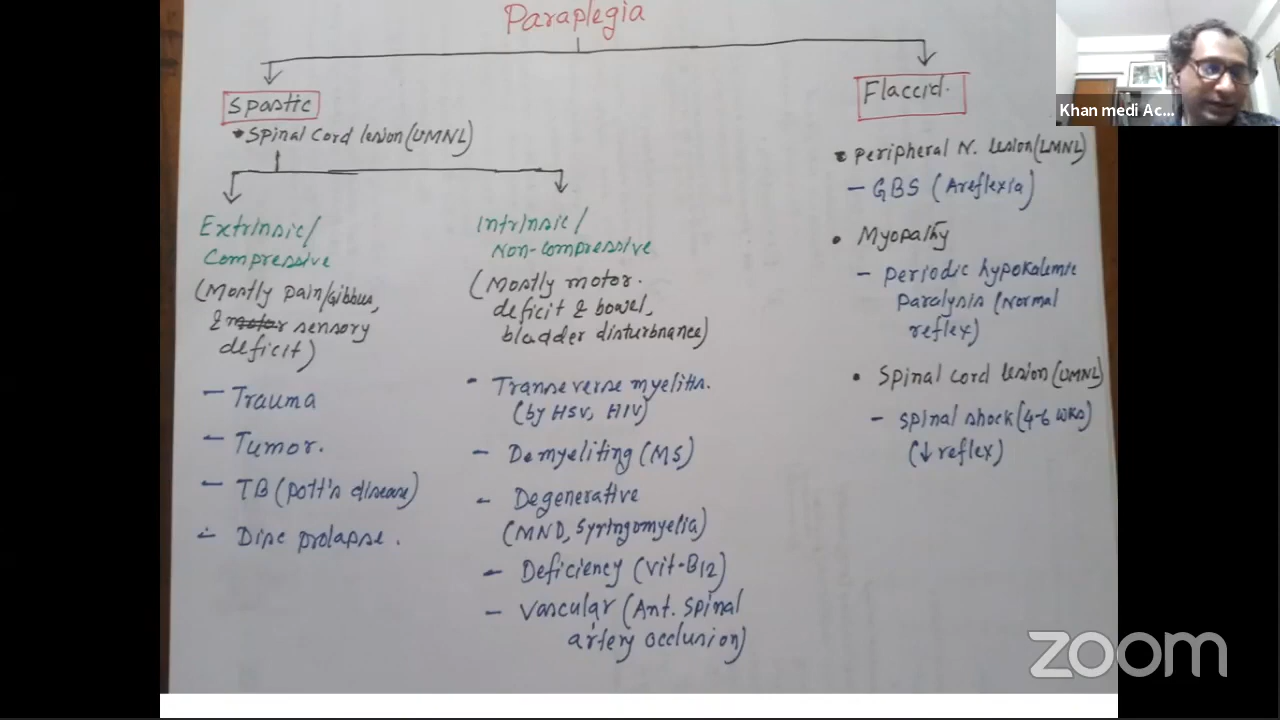 Paraplegia
Spastic
• Spinal Cord lesion (UMNL)
Extrinsic/
Compressive
(Mostly pain/gibbus,
& motor sensory
deficit)
- Trauma
- Tumor.
- TB (pott's disease)
- Disc prolapse.
Intrinsic/
Non-compressive
(Mostly motor.
deficit & bowel,
bladder disturbnance)
- Transeverse myelitis.
(by HSV, HIV)
- Demyeliting (MS)
- Degenerative
(MND, Syringomyelia)
- Deficiency (vit-B12)
- Vascular (Ant. spinal
artery occlusion)
Flaccid.
• Peripheral N. lesion (LMNL)
- GBS (Areflexia)
• Myopathy
- periodic hypokalemic
paralysis (Normal
reflex)
• Spinal cord lesion (UMNL)
- spinal shock (4-6 wks)
(↓ reflex)
Khan medi Ac...
zoom